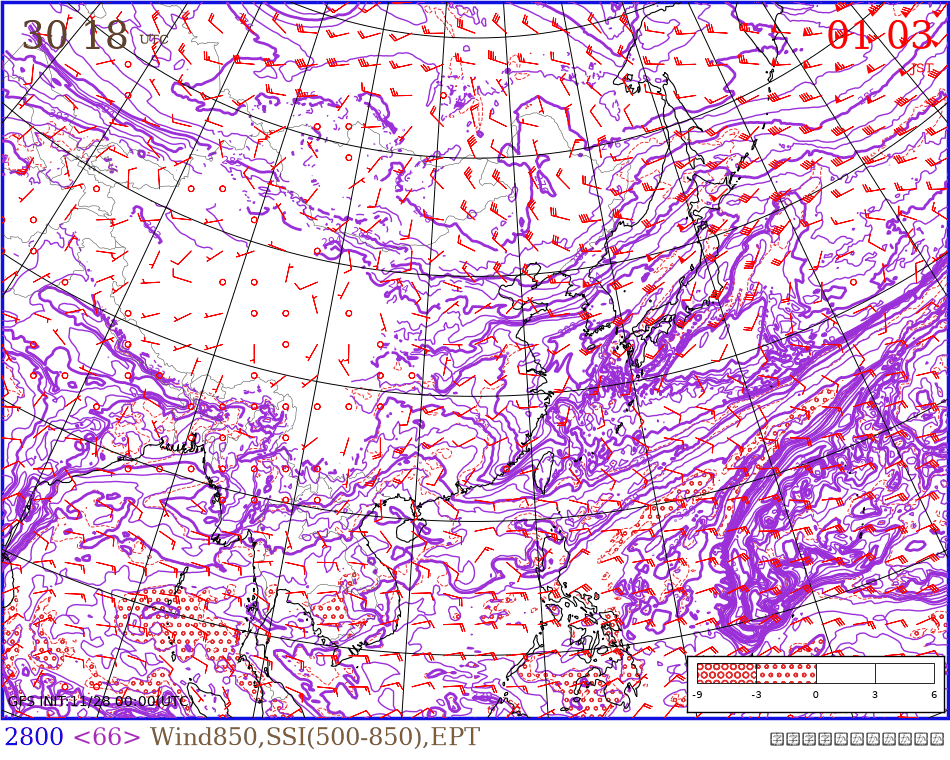 30 18 UTC 01 03
JST
-9 -3 0 3 6
GFS INIT:11/28 00:00(UTC)
2800 <66> Wind850,SSI(500-850),EPT